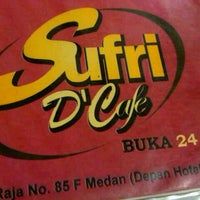 Sufri
D'Cafe
BUKA 24
Raja No. 85 F Medan (Depan Hotel